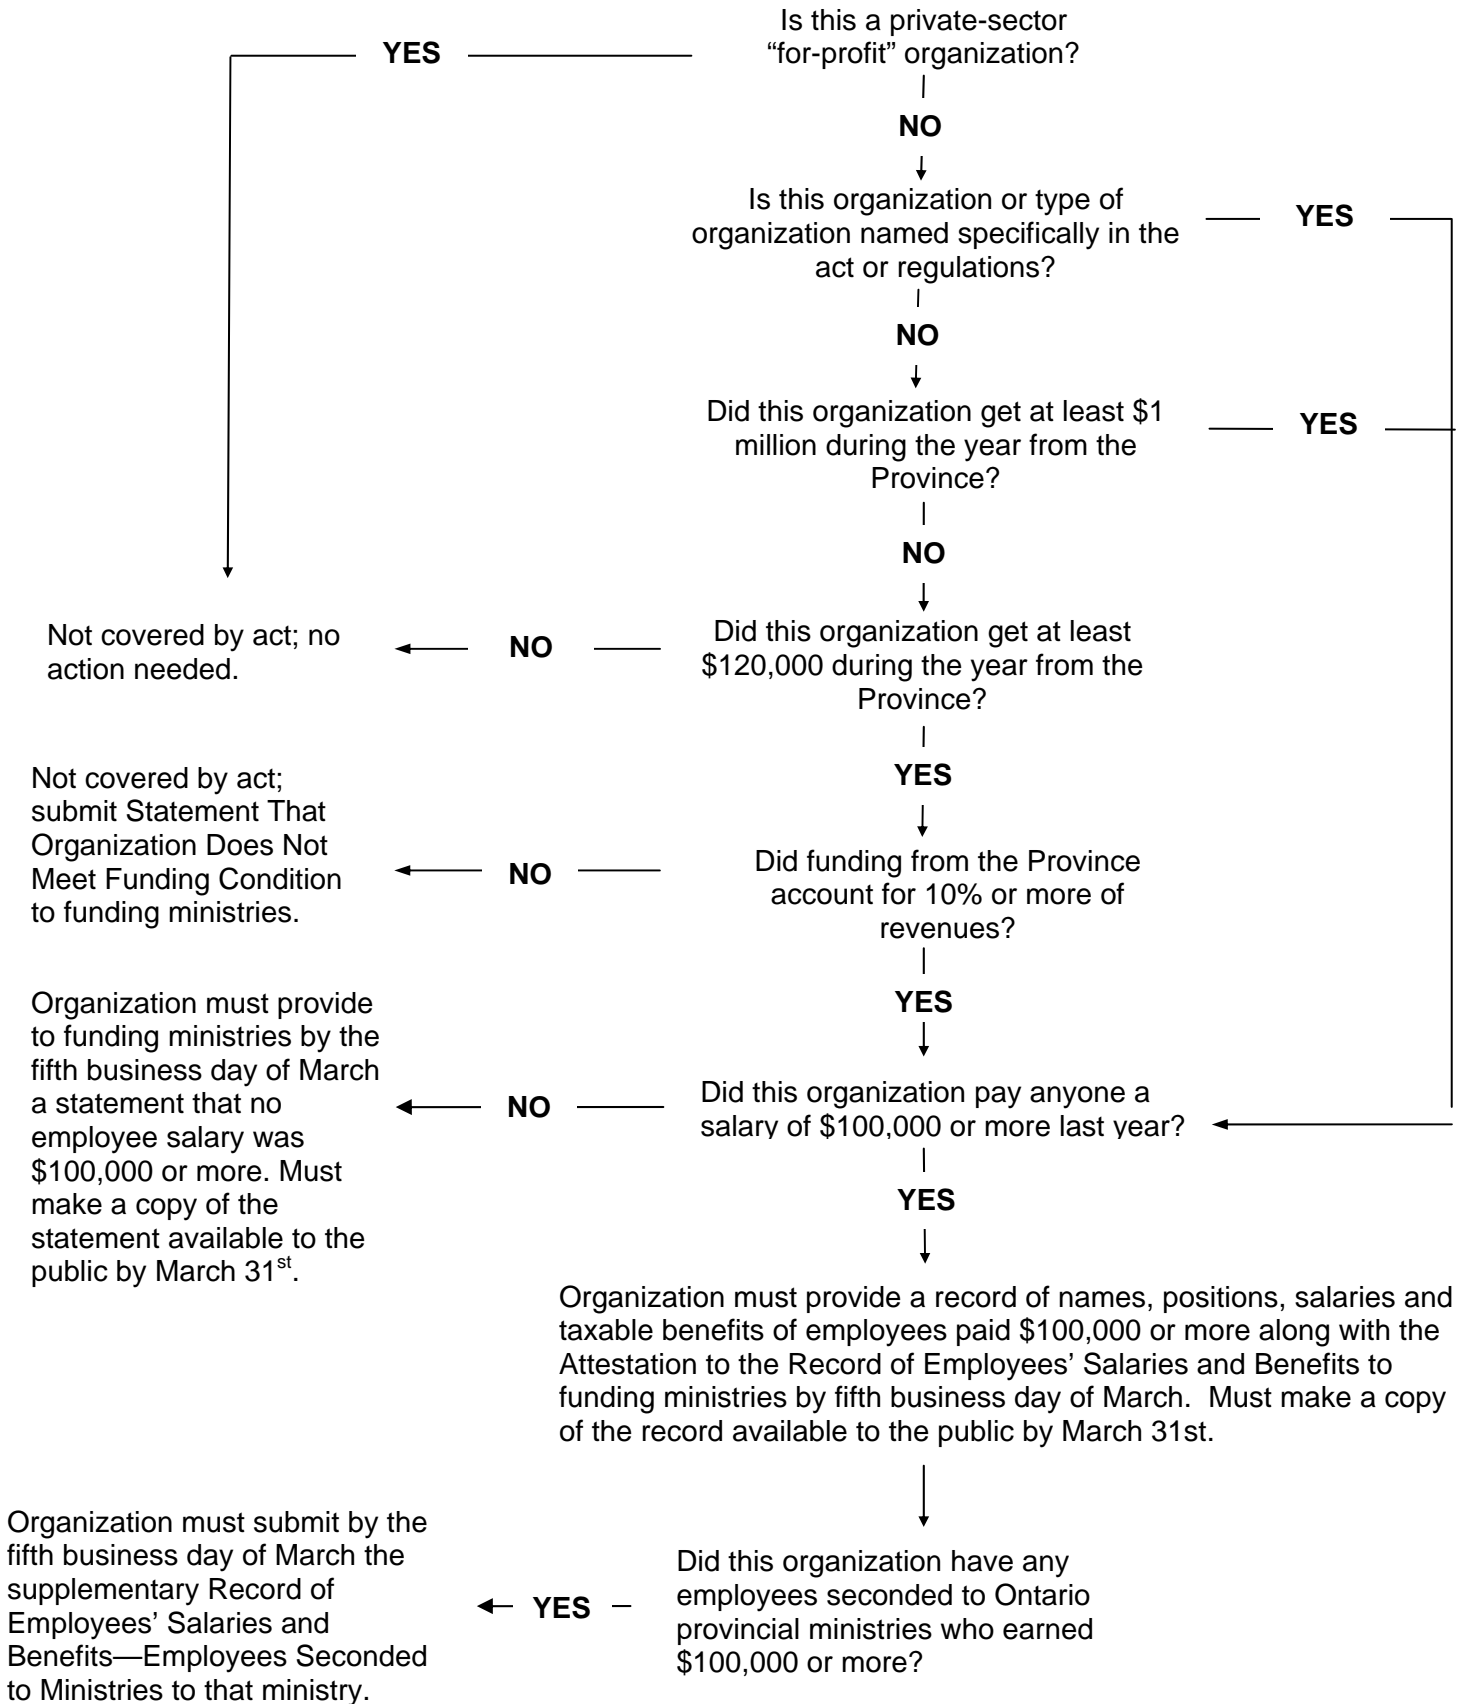 Is this a private-sector
“for-profit” organization?
YES
NO
Is this organization or type of
organization named specifically in the
act or regulations?
YES
NO
Did this organization get at least $1
million during the year from the
Province?
YES
NO
Did this organization get at least
$120,000 during the year from the
Province?
NO
Not covered by act; no
action needed.
YES
Did funding from the Province
account for 10% or more of
revenues?
NO
Not covered by act;
submit Statement That
Organization Does Not
Meet Funding Condition
to funding ministries.
YES
Did this organization pay anyone a
salary of $100,000 or more last year?
NO
Organization must provide
to funding ministries by the
fifth business day of March
a statement that no
employee salary was
$100,000 or more. Must
make a copy of the
statement available to the
public by March 31st.
YES
Organization must provide a record of names, positions, salaries and
taxable benefits of employees paid $100,000 or more along with the
Attestation to the Record of Employees’ Salaries and Benefits to
funding ministries by fifth business day of March.  Must make a copy
of the record available to the public by March 31st.
Did this organization have any
employees seconded to Ontario
provincial ministries who earned
$100,000 or more?
YES
Organization must submit by the
fifth business day of March the
supplementary Record of
Employees’ Salaries and
Benefits—Employees Seconded
to Ministries to that ministry.